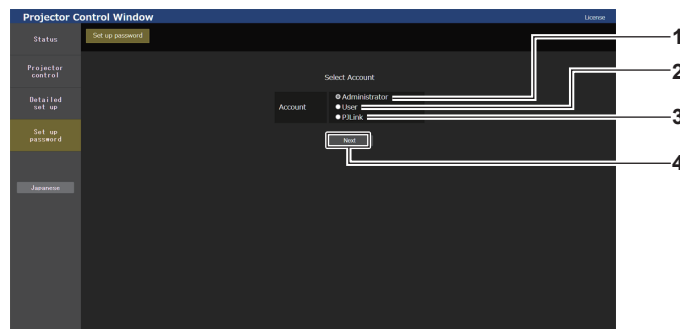 Projector Control Window
License
Status
Set up password
Projector
control
Detailed
set up
Set up
password
Japanese
Select Account
Account
Administrator
User
PJLink
Next
1
2
3
4